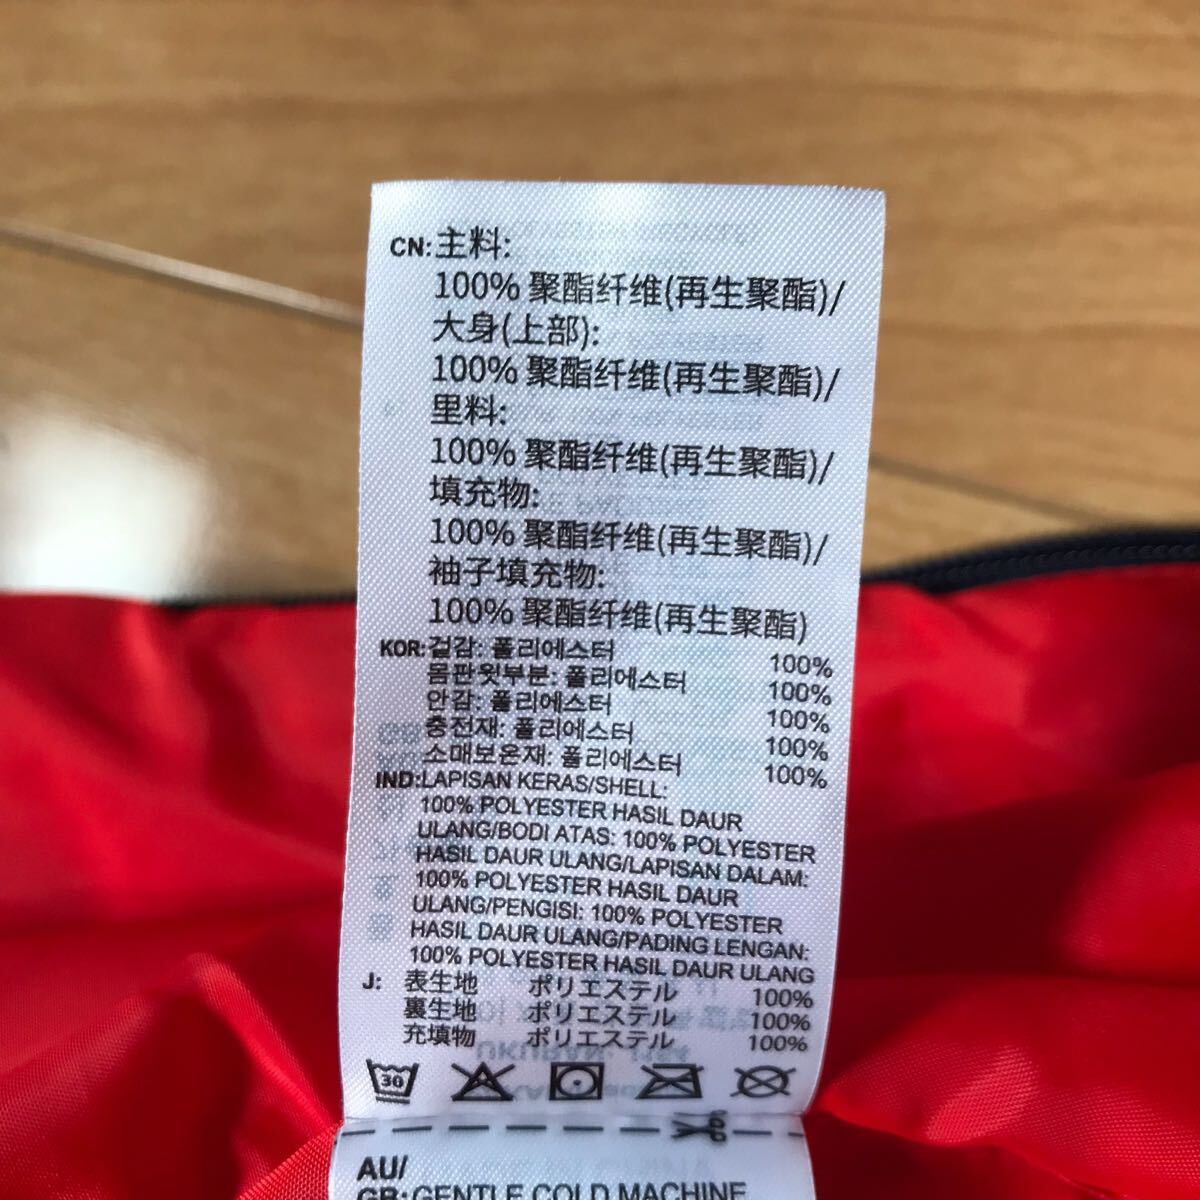 CN:主料:
100% 聚酯纤维(再生聚酯)/
大身(上部):
100% 聚酯纤维(再生聚酯)/
里料:
100% 聚酯纤维(再生聚酯)/
填充物:
100% 聚酯纤维(再生聚酯)/
袖子填充物:
100% 聚酯纤维(再生聚酯)
KOR:겉감: 폴리에스터 100%
몸판윗부분: 폴리에스터 100%
안감: 폴리에스터 100%
충전재: 폴리에스터 100%
소매보온재: 폴리에스터 100%
IND:LAPISAN KERAS/SHELL:
100% POLYESTER HASIL DAUR
ULANG/BODI ATAS: 100% POLYESTER
HASIL DAUR ULANG/LAPISAN DALAM:
100% POLYESTER HASIL DAUR
ULANG/PENGISI: 100% POLYESTER
HASIL DAUR ULANG/PADING LENGAN:
100% POLYESTER HASIL DAUR ULANG
J: 表生地 ポリエステル 100%
裏生地 ポリエステル 100%
充填物 ポリエステル 100%
30
AU/
GB:GENTLE COLD MACHINE